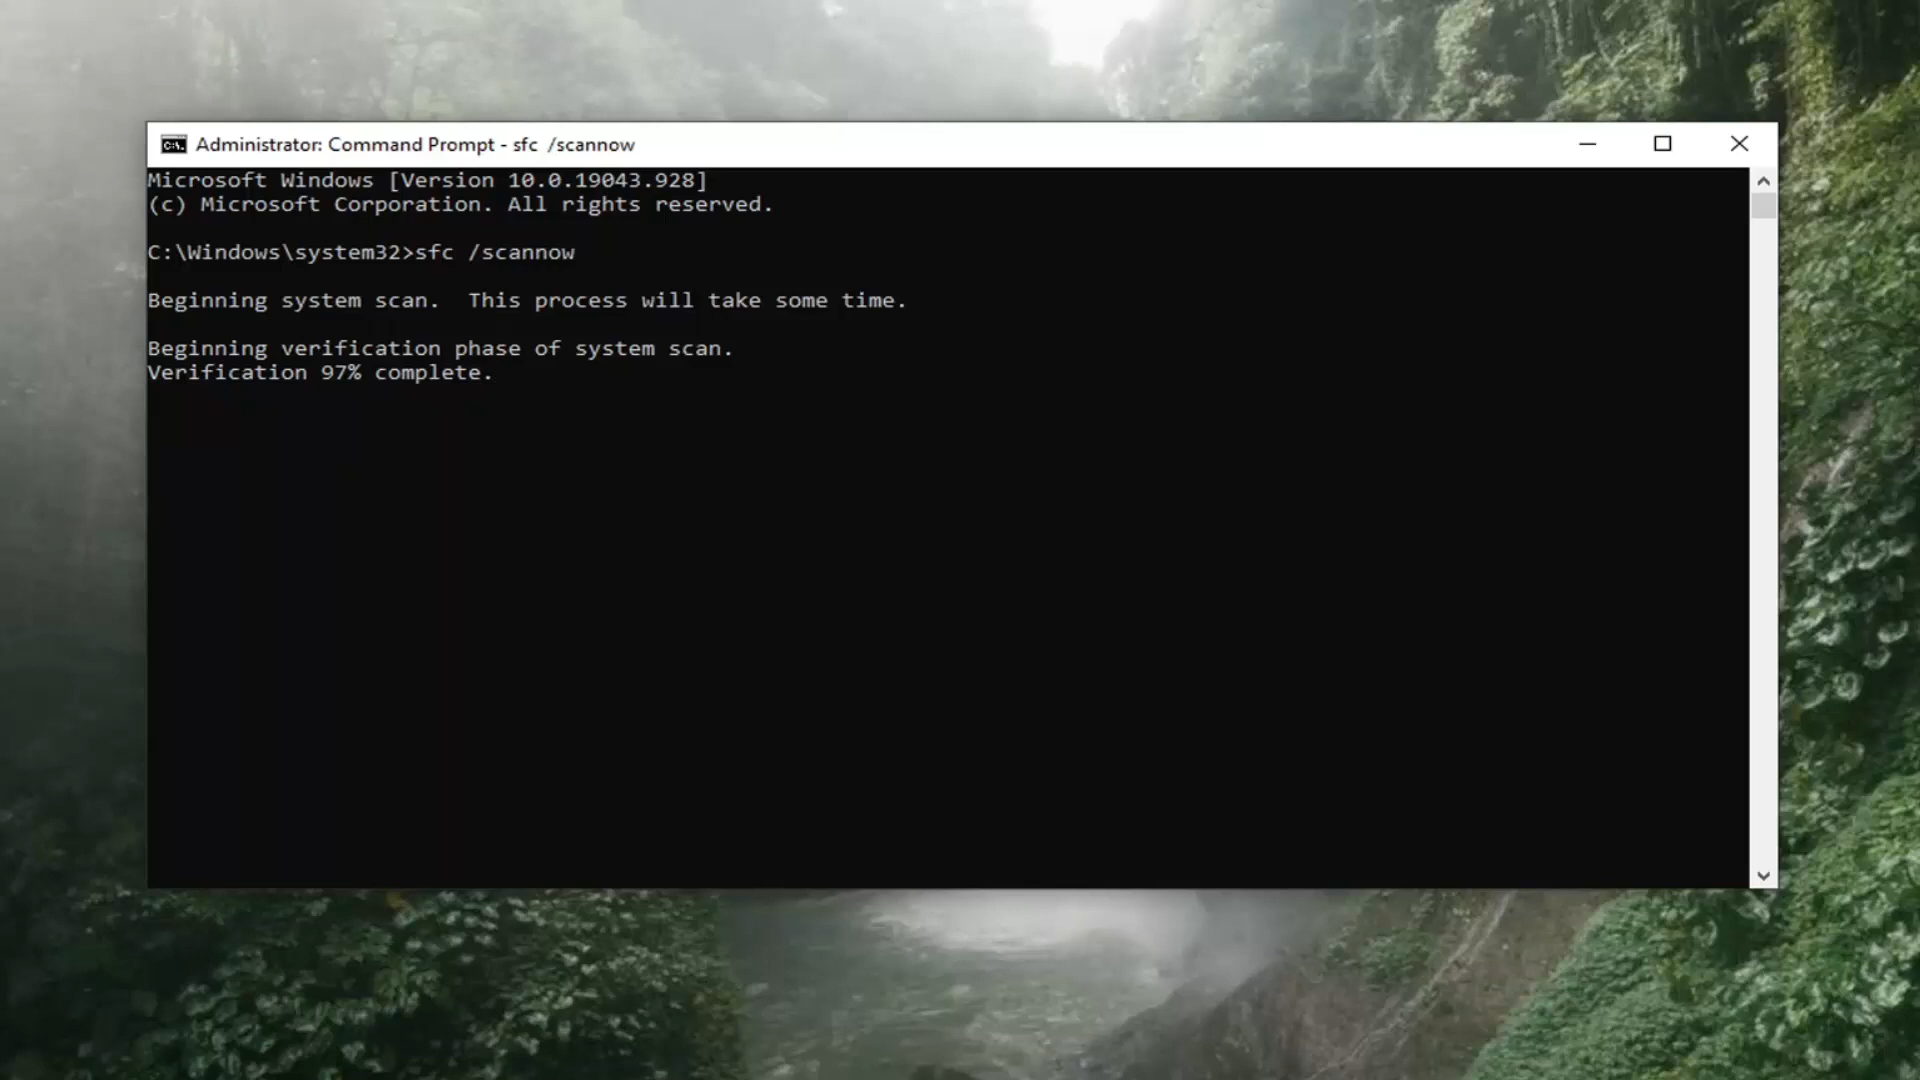 Administrator: Command Prompt - sfc  /scannow
Microsoft Windows [Version 10.0.19043.928]
(c) Microsoft Corporation. All rights reserved.
C:\Windows\system32>sfc /scannow
Beginning system scan.  This process will take some time.
Beginning verification phase of system scan.
Verification 97% complete.